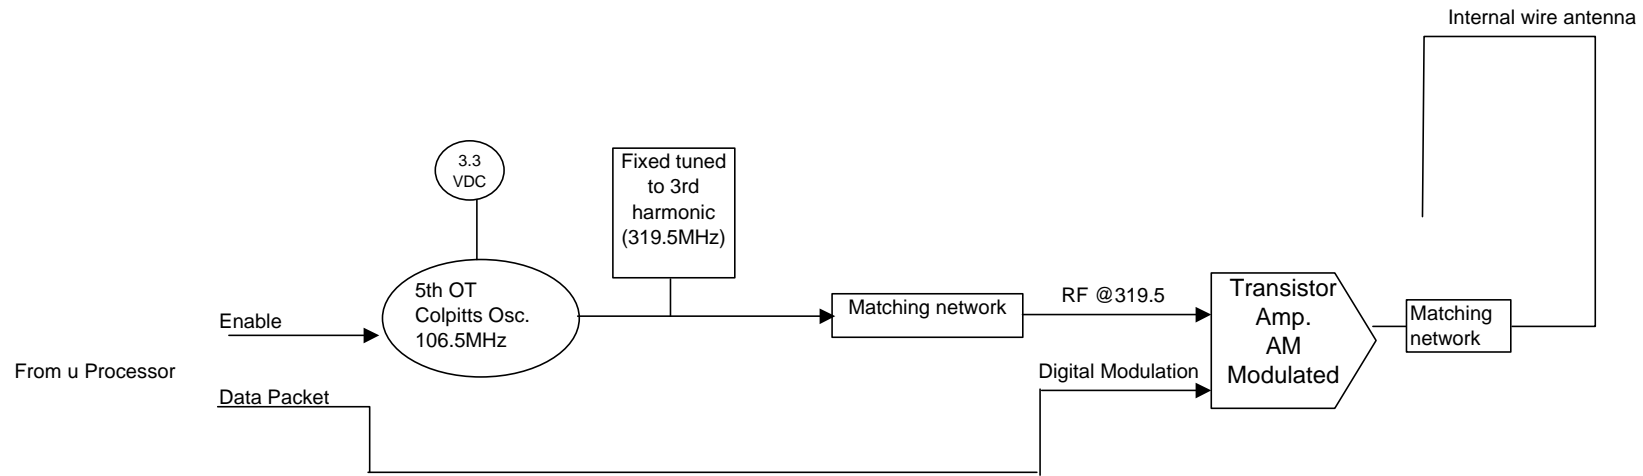 Internal wire antenna
3.3
VDC
Fixed tuned
to 3rd
harmonic
(319.5MHz)
5th OT
Colpitts Osc.
106.5MHz
Enable
From u Processor
Data Packet
Matching network
RF @319.5
Digital Modulation
Transistor
Amp.
AM
Modulated
Matching
network